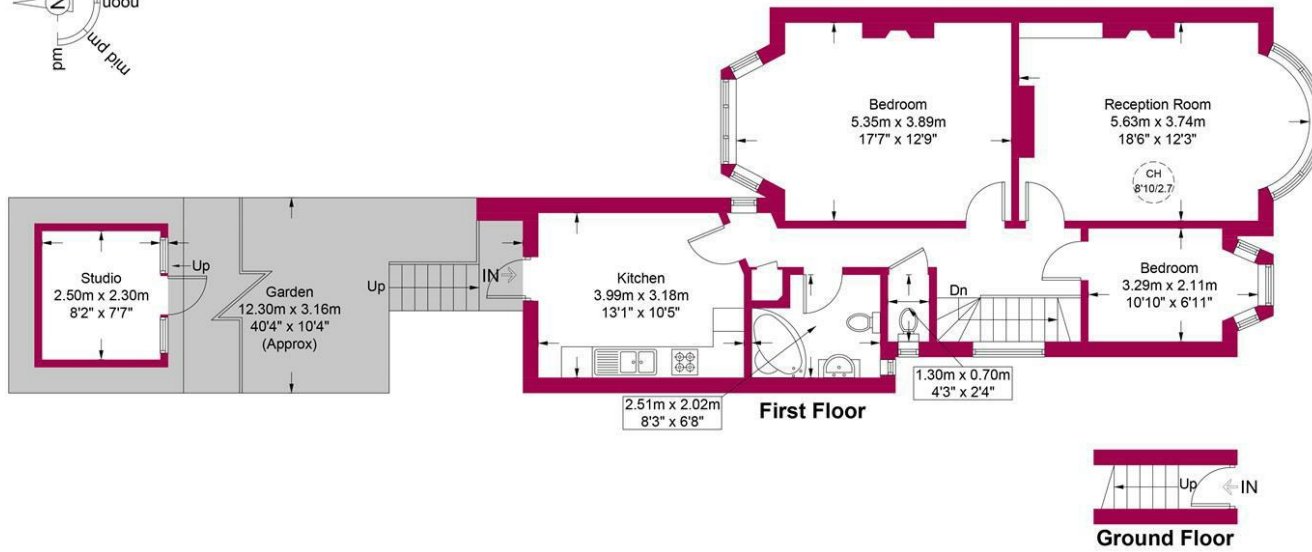 N
noon
pm
mid pm
Bedroom
5.35m x 3.89m
17'7" x 12'9"
Reception Room
5.63m x 3.74m
18'6" x 12'3"
CH
8'10/2.7
Studio
2.50m x 2.30m
8'2" x 7'7"
Up
Garden
12.30m x 3.16m
40'4" x 10'4"
(Approx)
Up
IN
Kitchen
3.99m x 3.18m
13'1" x 10'5"
Dn
Bedroom
3.29m x 2.11m
10'10" x 6'11"
2.51m x 2.02m
8'3" x 6'8"
First Floor
1.30m x 0.70m
4'3" x 2'4"
Up
IN
Ground Floor